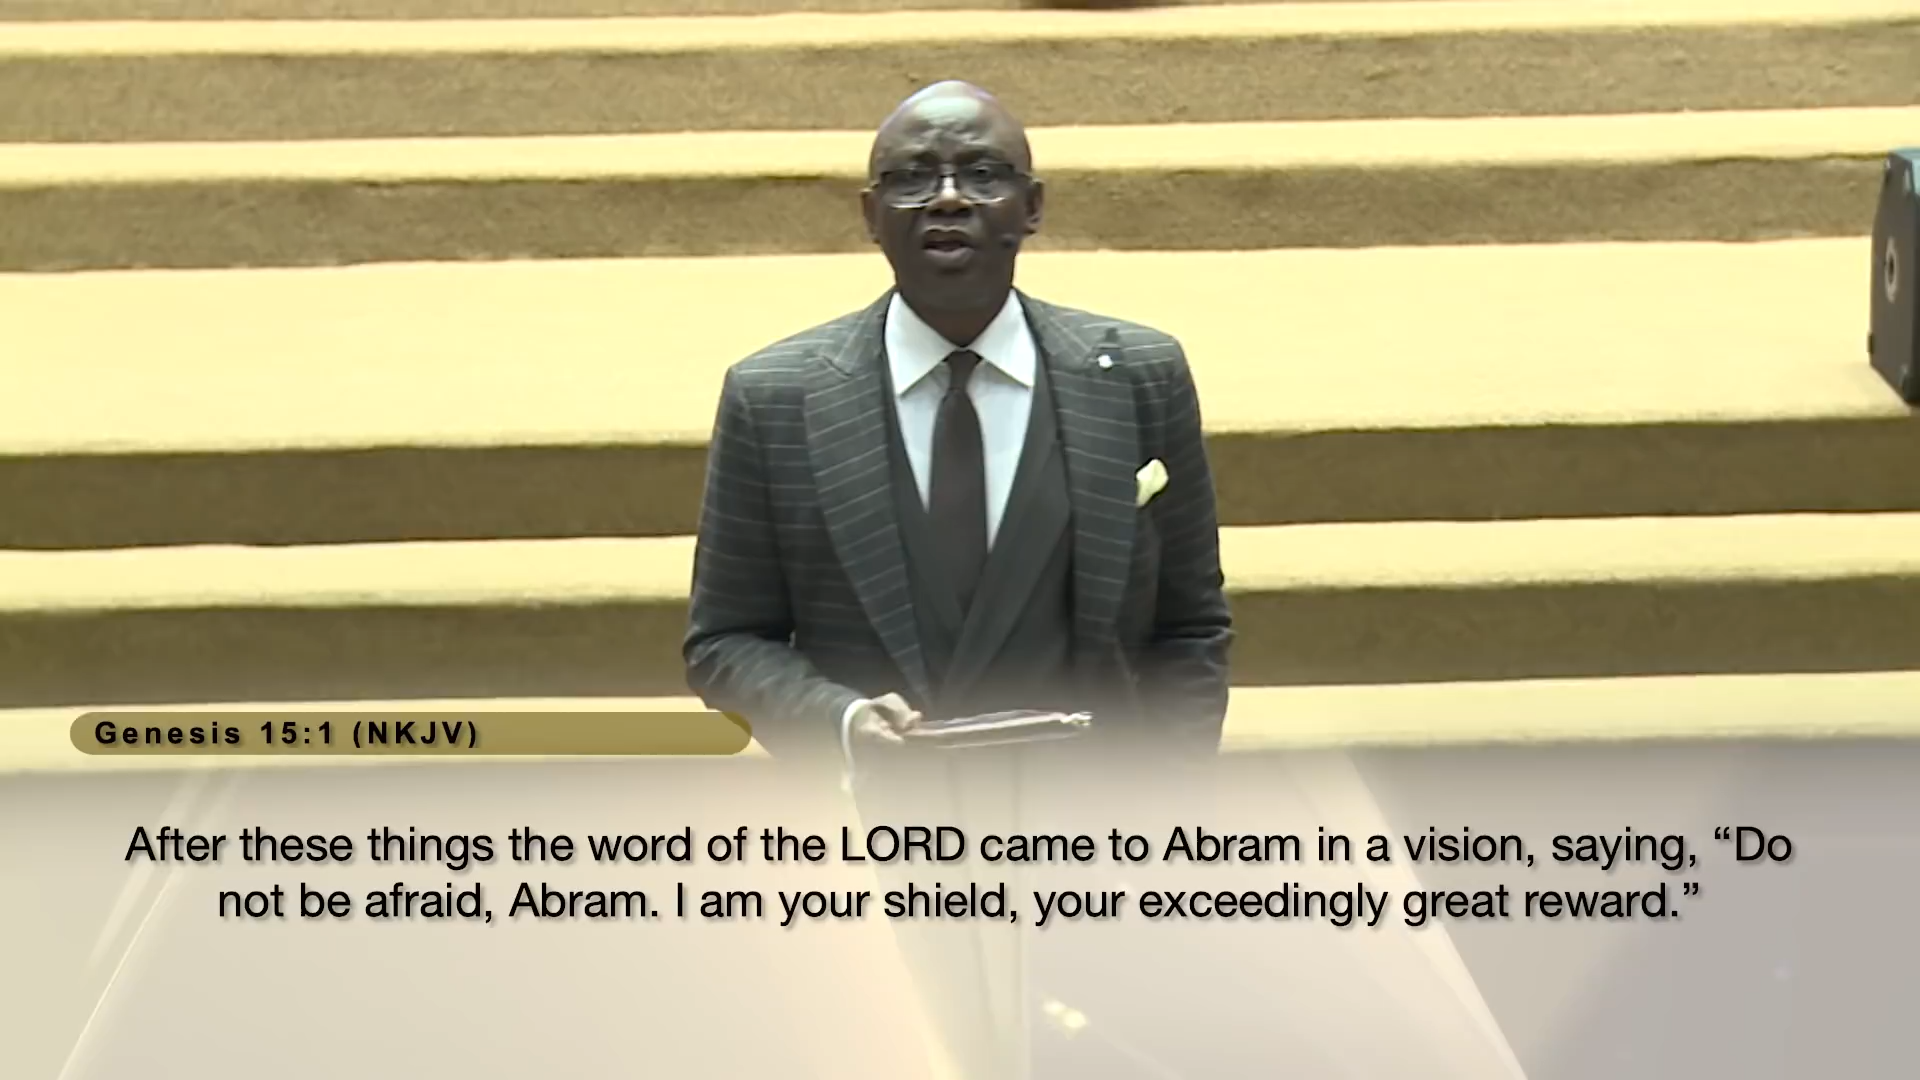 Genesis 15:1 (NKJV)
After these things the word of the LORD came to Abram in a vision, saying, “Do
not be afraid, Abram. I am your shield, your exceedingly great reward.”